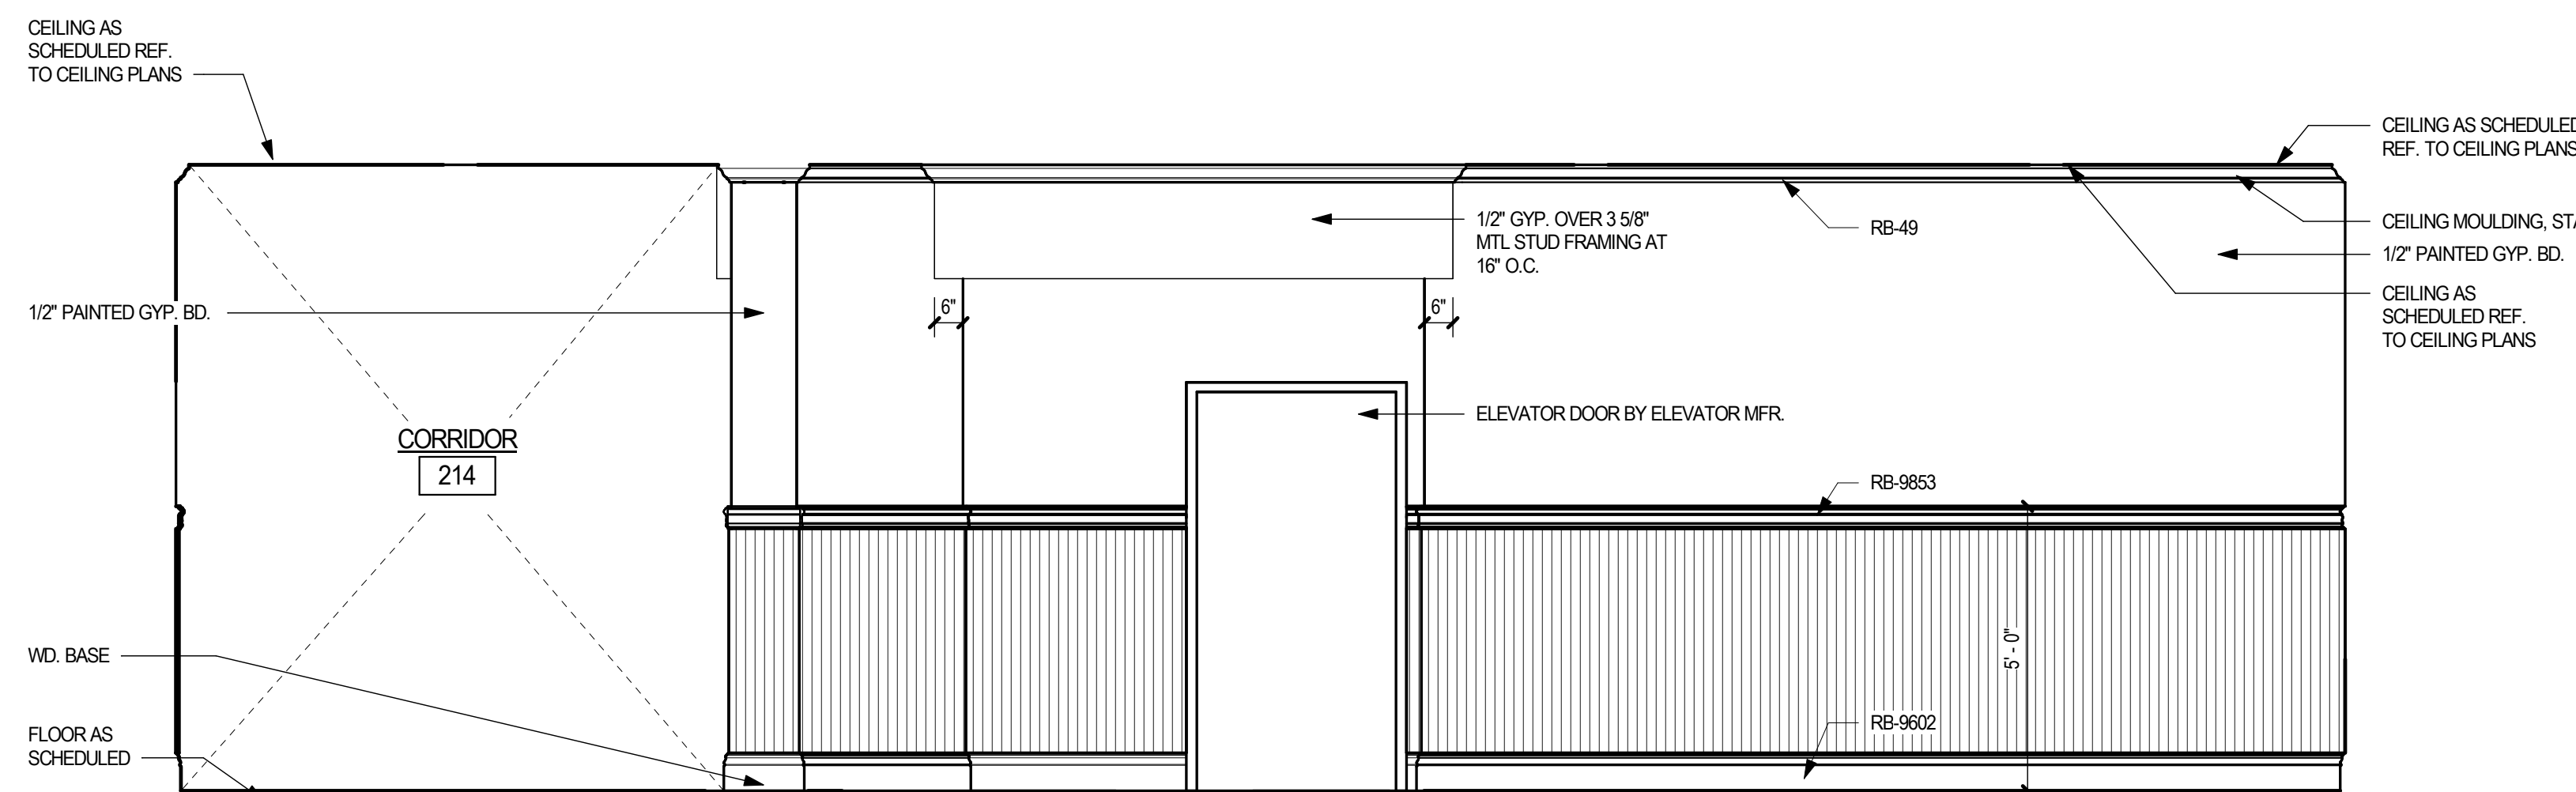 CEILING AS
SCHEDULED REF.
TO CEILING PLANS
CEILING AS SCHEDULED
REF. TO CEILING PLANS
CEILING MOULDING,
1/2" PAINTED GYP. BD.
CEILING AS
SCHEDULED REF.
TO CEILING PLANS
1/2" GYP. OVER 3 5/8"
MTL STUD FRAMING AT
16" O.C.
RB-49
6"
6"
1/2" PAINTED GYP. BD.
ELEVATOR DOOR BY ELEVATOR MFR.
CORRIDOR
214
RB-9853
5' - 0"
WD. BASE
RB-9602
FLOOR AS
SCHEDULED